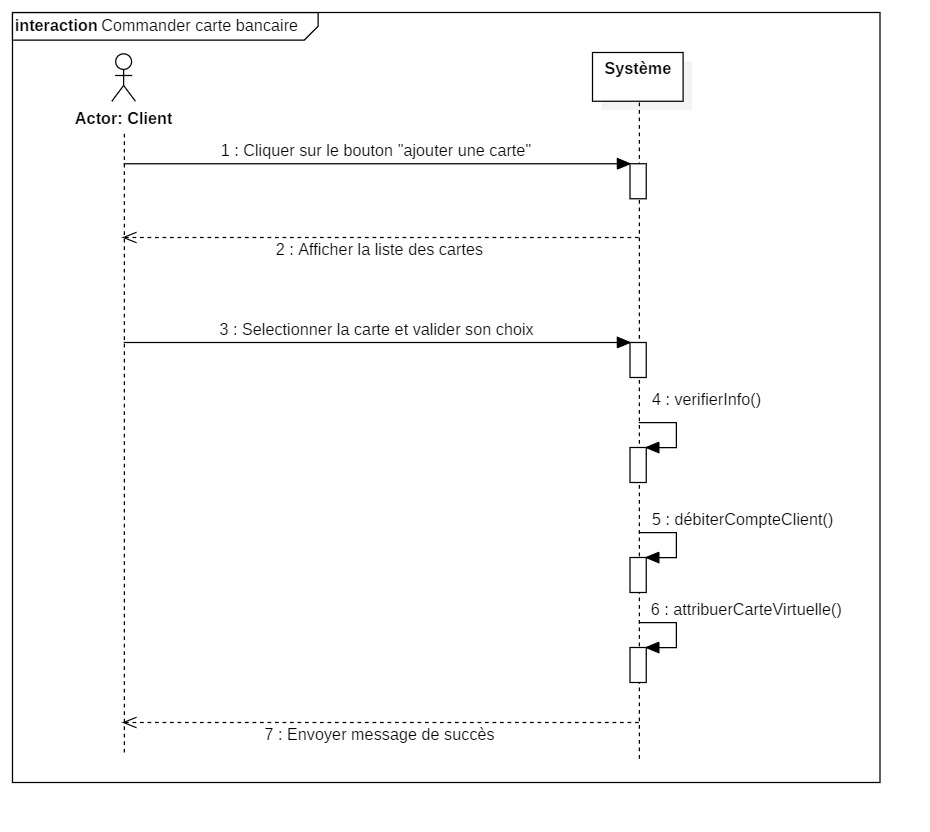 interaction Commander carte bancaire
Système
Actor: Client
1 : Cliquer sur le bouton "ajouter une carte"
2 : Afficher la liste des cartes
3 : Selectionner la carte et valider son choix
4 : verifierInfo()
5 : débiterCompteClient()
6 : attribuerCarteVirtuelle()
7 : Envoyer message de succès